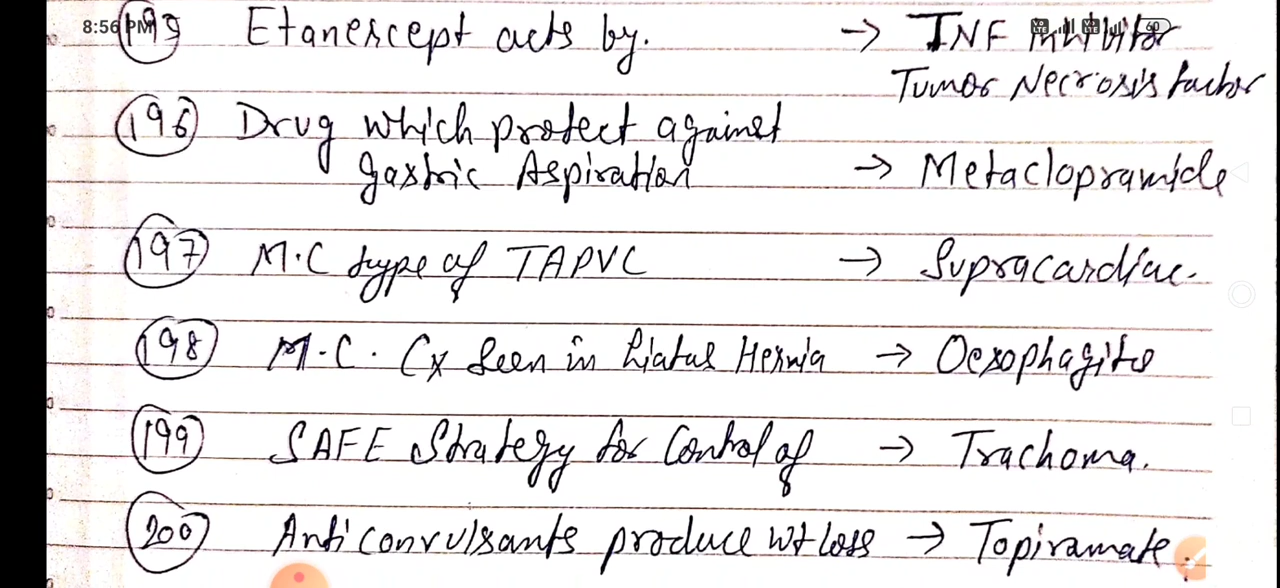 8:56 PM
195 Etanercept acts by. → TNF inhibitor
Tumor Necrosis factor
196 Drug which protect against
gastric Aspiration → Metaclopramide
197 M.C type of TAPVC → Supracardiac.
198 M.C. Cx seen in hiatus Hernia → Oesophagitis
199 SAFE Strategy for Control of → Trachoma.
200 Anticonvulsants produce wt loss → Topiramate.